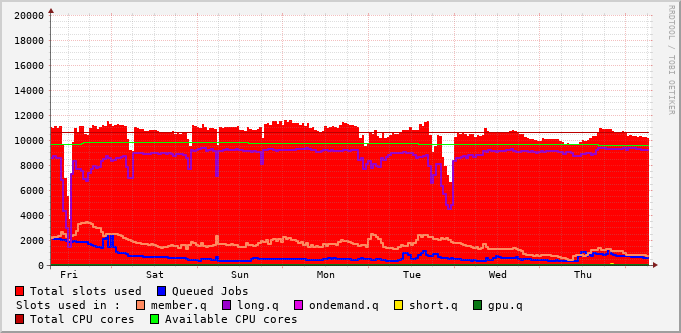 20000
18000
16000
14000
12000
10000
8000
6000
4000
2000
0
Fri Sat Sun Mon Tue Wed Thu
Total slots used Queued Jobs
Slots used in : member.q long.q ondemand.q short.q gpu.q
Total CPU cores Available CPU cores
RRDTOOL / TOBI OETIKER